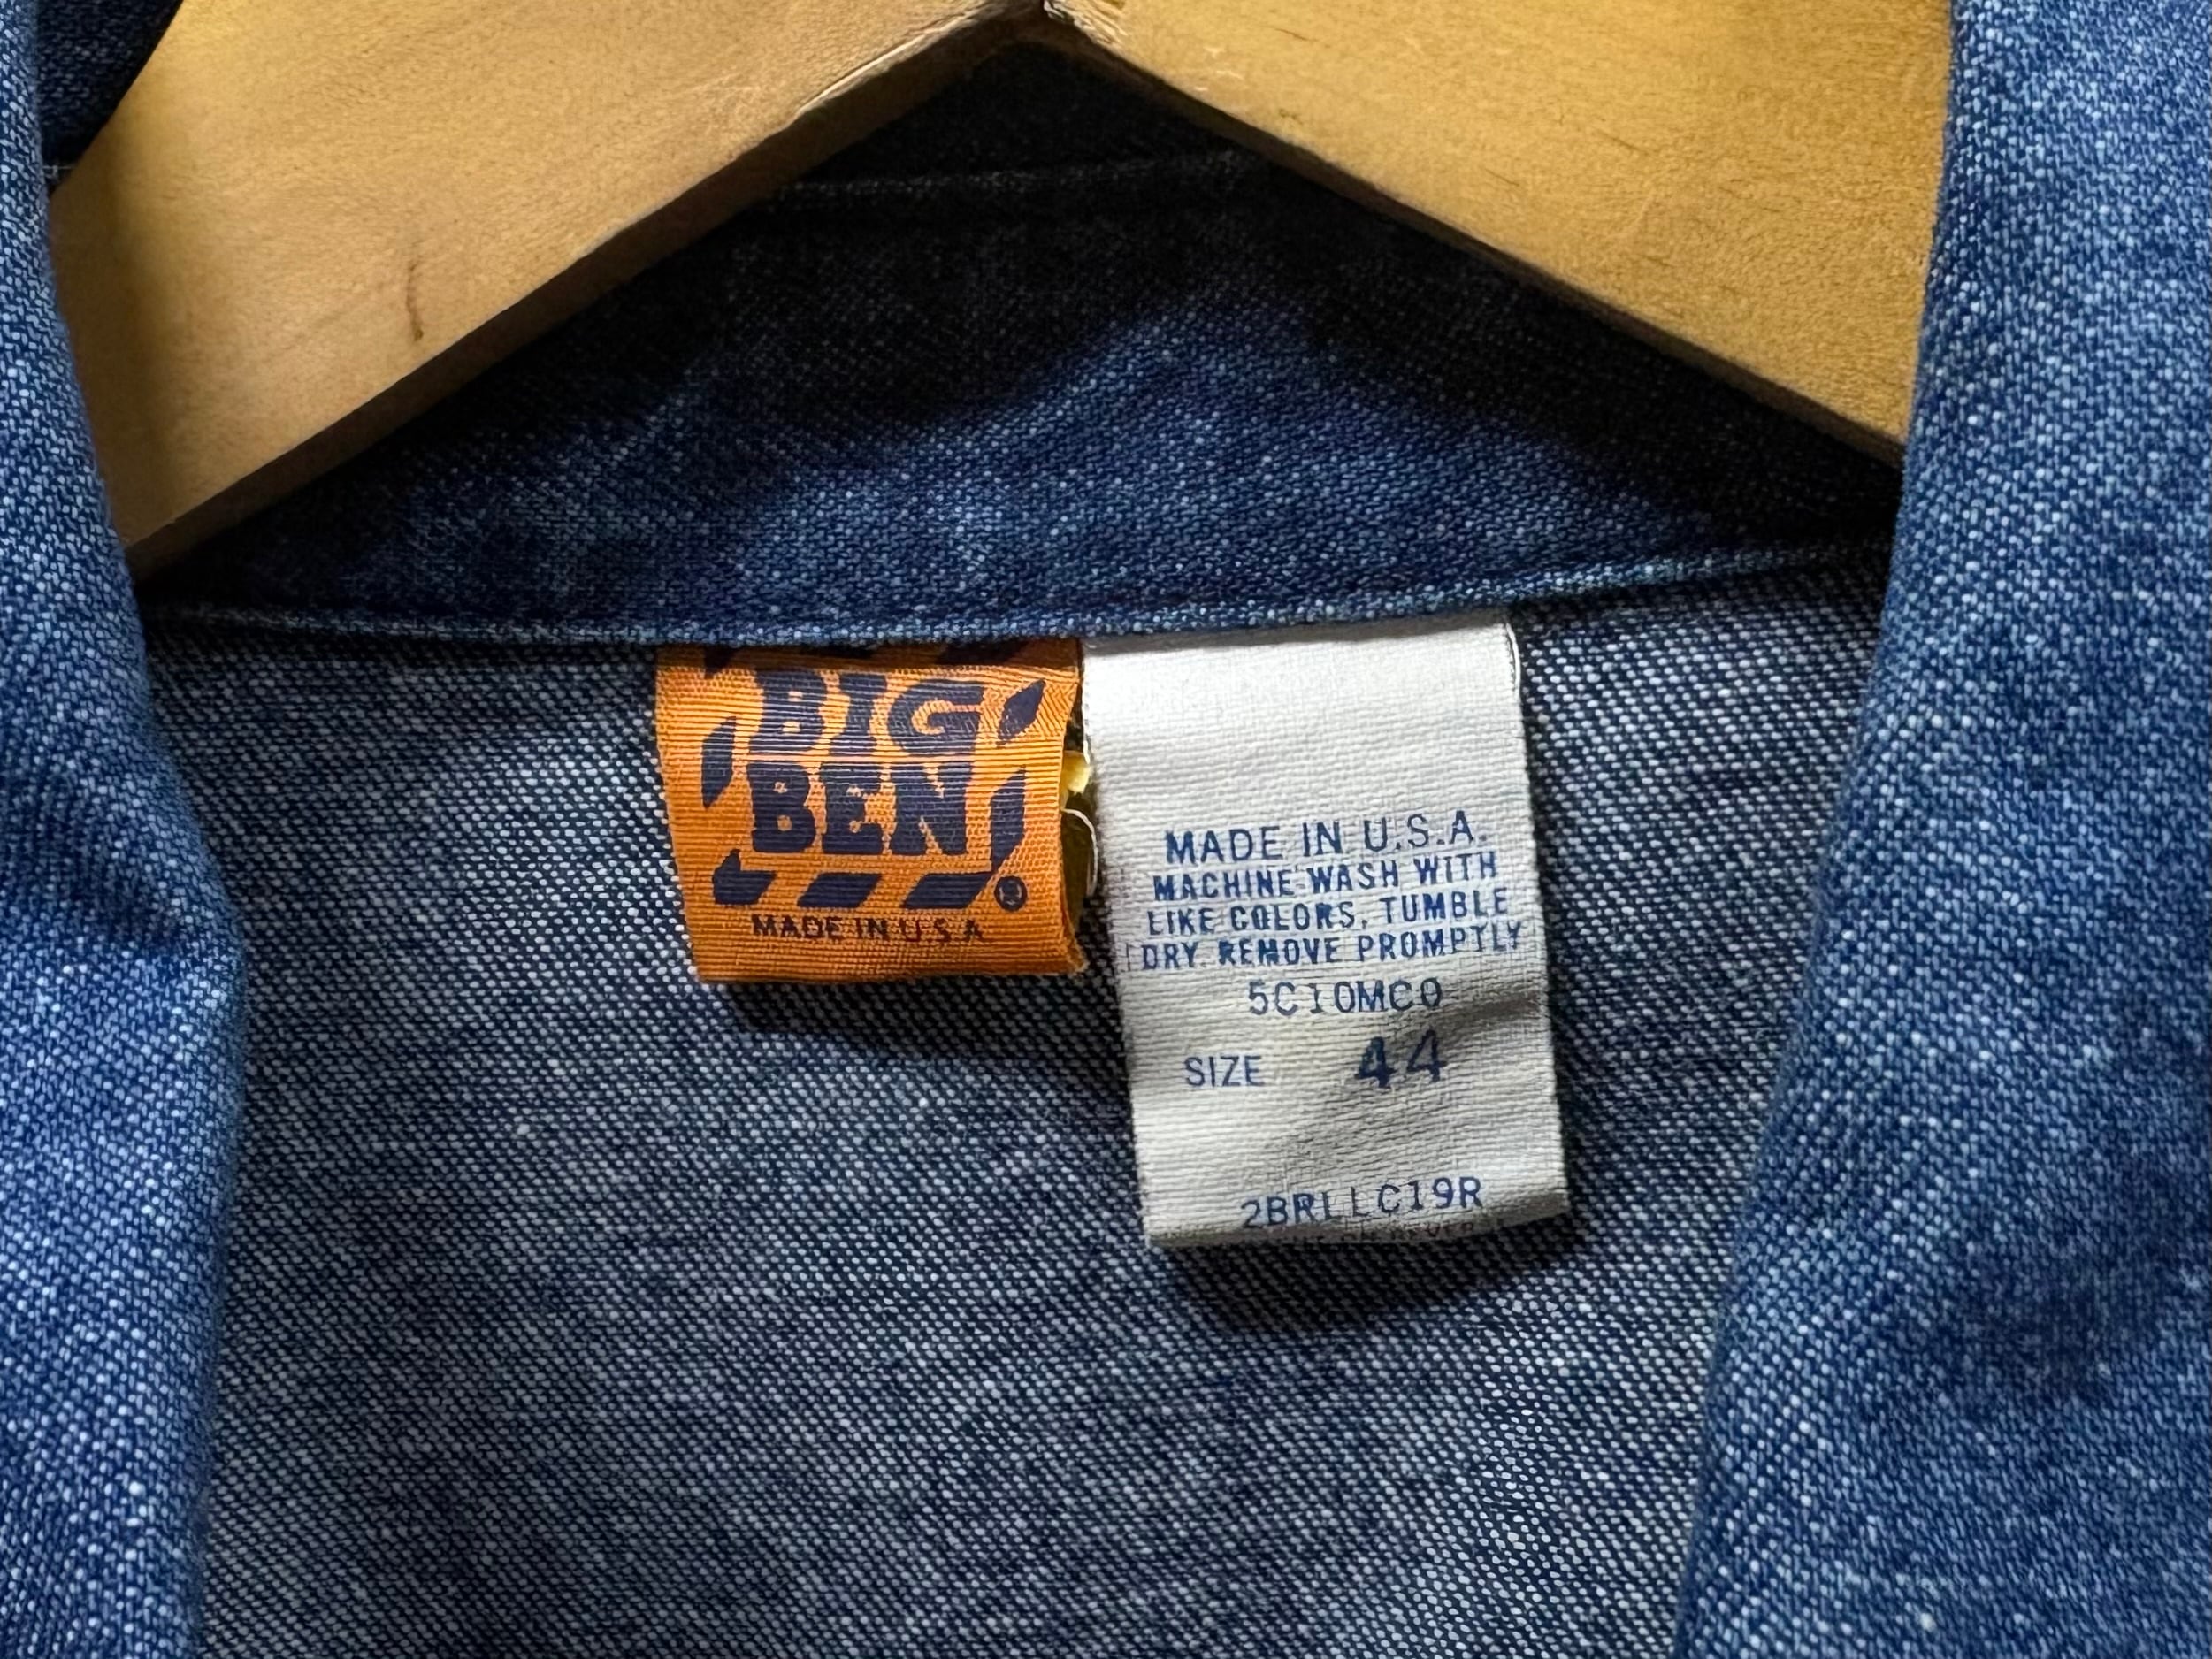 BIG
BEN
®
MADE IN U.S.A
MADE IN U.S.A.
MACHINE WASH WITH
LIKE COLORS, TUMBLE
DRY. REMOVE PROMPTLY
5C10MC0
SIZE 44
2BRLLC19R